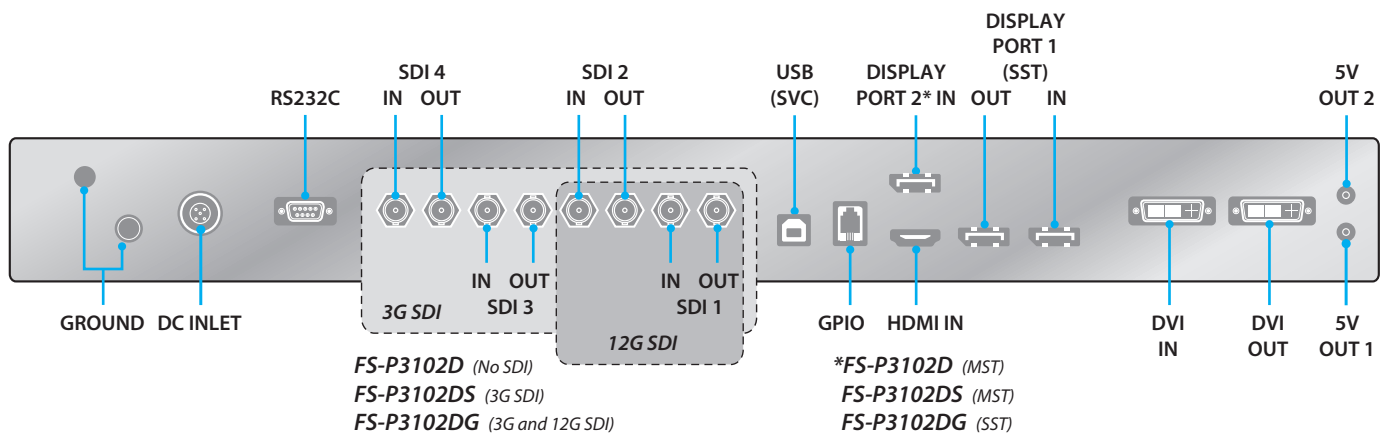 DISPLAY
PORT 1
(SST)
SDI 4
SDI 2
USB
DISPLAY
5V
RS232C
IN OUT
IN OUT
(SVC)
PORT 2* IN
OUT
IN
OUT 2
IN OUT
SDI 3
IN OUT
SDI 1
3G SDI
12G SDI
GROUND
DC INLET
GPIO
HDMI IN
DVI
IN
DVI
OUT
5V
OUT 1
FS-P3102D (No SDI)
FS-P3102DS (3G SDI)
FS-P3102DG (3G and 12G SDI)
*FS-P3102D (MST)
FS-P3102DS (MST)
FS-P3102DG (SST)